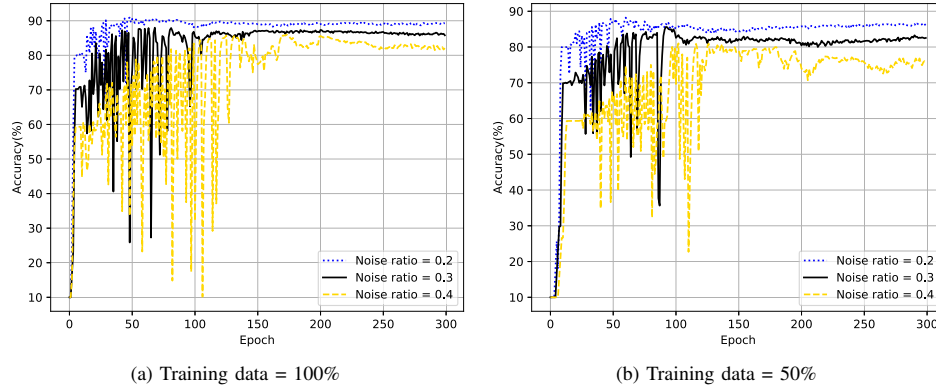 90
80
70
60
50
40
30
20
10
Accuracy(%)
0 50 100 150 200 250 300
Epoch
Noise ratio = 0.2
Noise ratio = 0.3
Noise ratio = 0.4
(a) Training data = 100%
90
80
70
60
50
40
30
20
10
Accuracy(%)
0 50 100 150 200 250 300
Epoch
Noise ratio = 0.2
Noise ratio = 0.3
Noise ratio = 0.4
(b) Training data = 50%